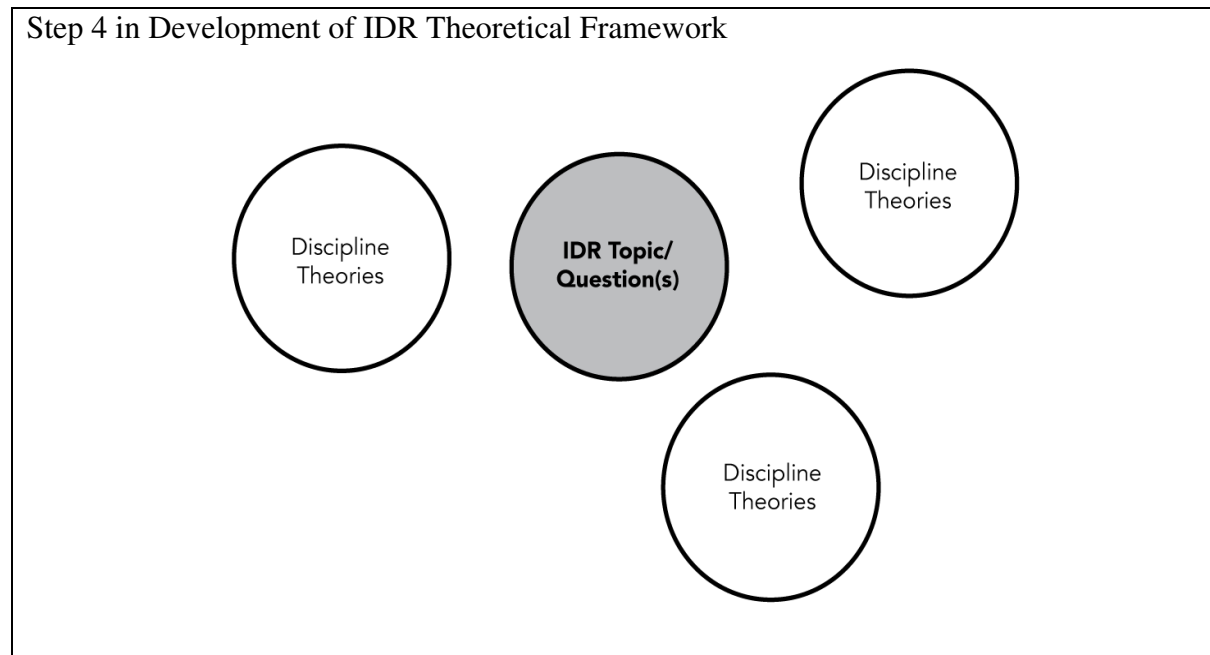 Step 4 in Development of IDR Theoretical Framework
Discipline
Theories
IDR Topic/
Question(s)
Discipline
Theories
Discipline
Theories